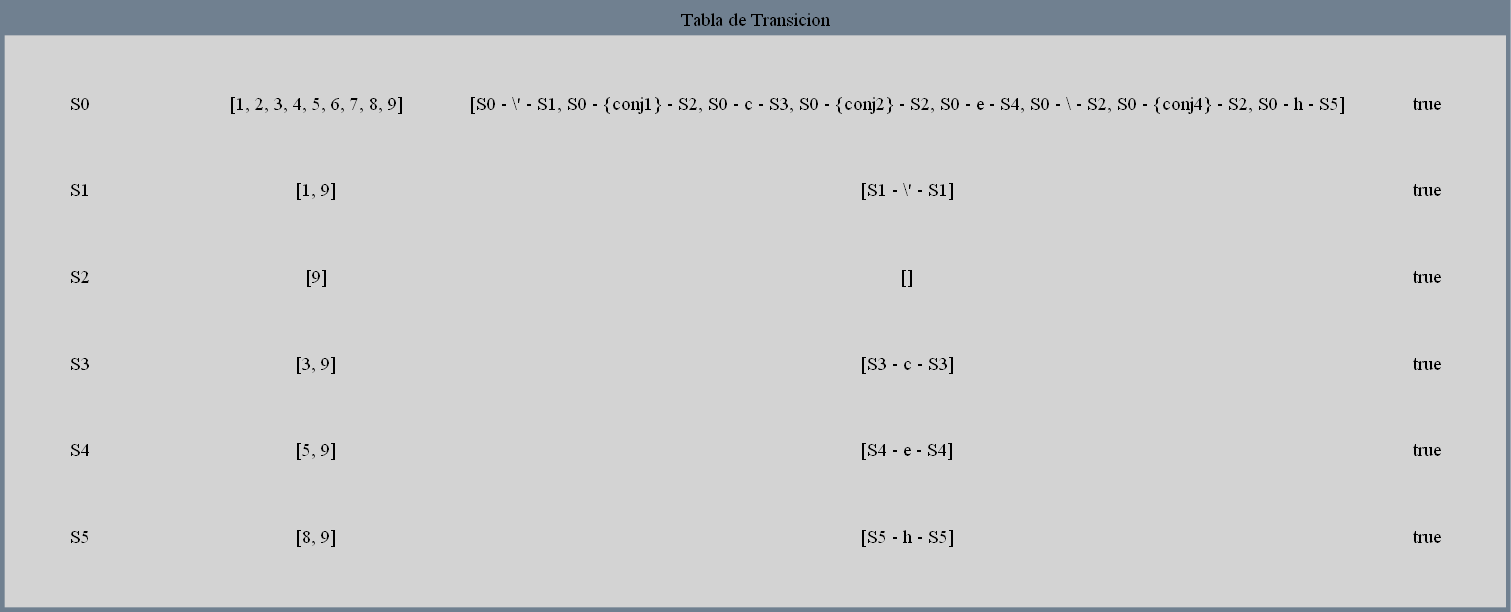 Tabla de Transicion
S0 [1, 2, 3, 4, 5, 6, 7, 8, 9] [S0 - \' - S1, S0 - {conj1} - S2, S0 - c - S3, S0 - {conj2} - S2, S0 - e - S4, S0 - \ - S2, S0 - {conj4} - S2, S0 - h - S5] true
S1 [1, 9] [S1 - \' - S1] true
S2 [9] [] true
S3 [3, 9] [S3 - c - S3] true
S4 [5, 9] [S4 - e - S4] true
S5 [8, 9] [S5 - h - S5] true